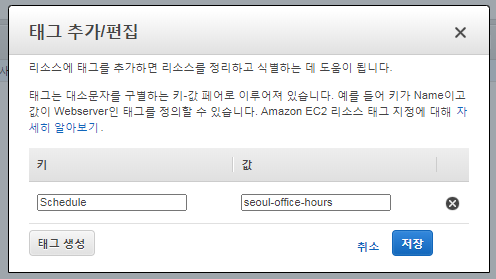 태그 추가/편집
리소스에 태그를 추가하면 리소스를 정리하고 식별하는 데 도움이 됩니다.
태그는 대소문자를 구별하는 키-값 페어로 이루어져 있습니다. 예를 들어 키가 Name이고
값이 Webserver인 태그를 정의할 수 있습니다. Amazon EC2 리소스 태그 지정에 대해 자
세히 알아보기.
키 값
Schedule seoul-office-hours
태그 생성 취소 저장